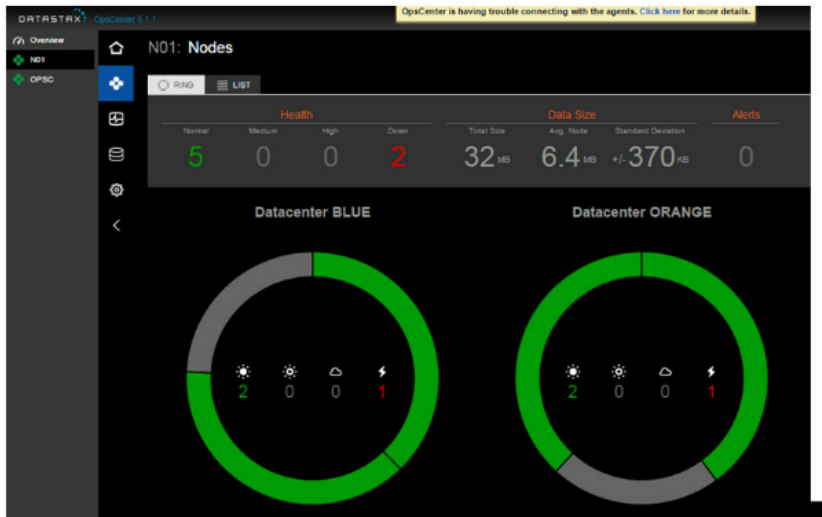 DATASTAX OpsCenter 5.1.1
OpsCenter is having trouble connecting with the agents. Click here for more details.
Overview
N01
OPSC
N01: Nodes
RING LIST
Health Data Size Alerts
Normal Medium High Down Total Size Avg. Node Standard Deviation
5 0 0 2 32 MB 6.4 MB +/- 370 KB 0
Datacenter BLUE Datacenter ORANGE
2 0 0 1 2 0 0 1